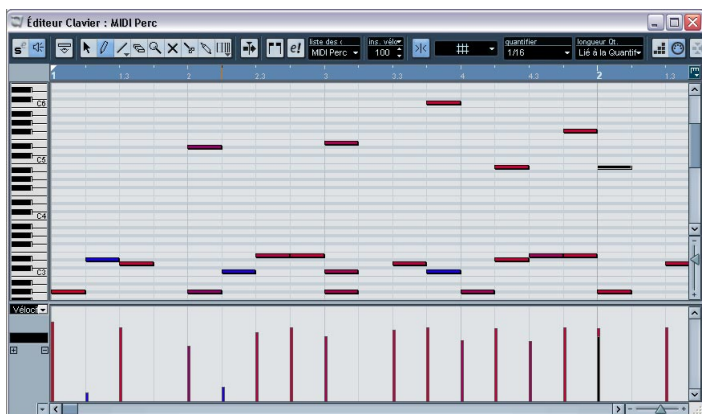 Éditeur Clavier : MIDI Perc
liste des (
ins. vélo
quantifier
longueur Qt.
MIDI Perc
100
1/16
Lié à la Quantif
1
1.3
2
2.3
3
3.3
4
4.3
2
1.3
C6
C5
C4
C3
Véloci